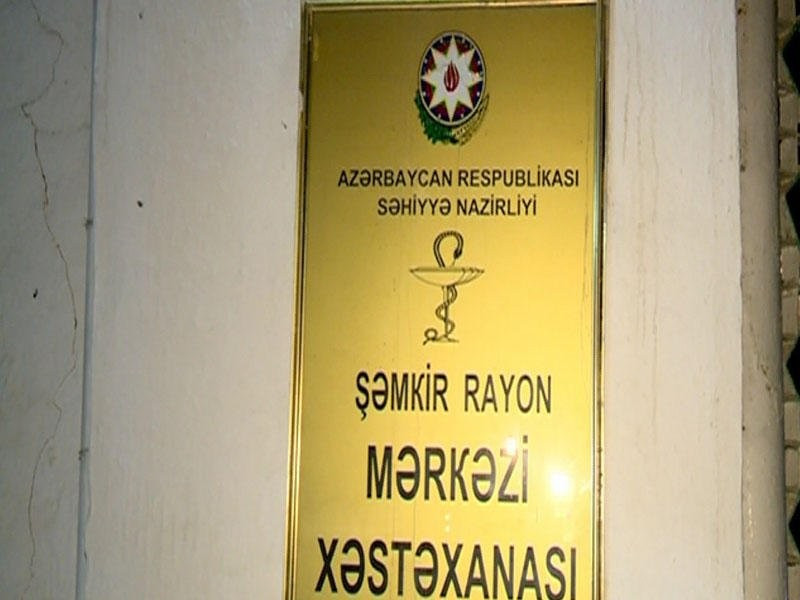 AZƏRBAYCAN RESPUBLİKASI
SƏHİYYƏ NAZİRLİYİ
ŞƏMKİR RAYON
MƏRKƏZİ
XƏSTƏXANASI